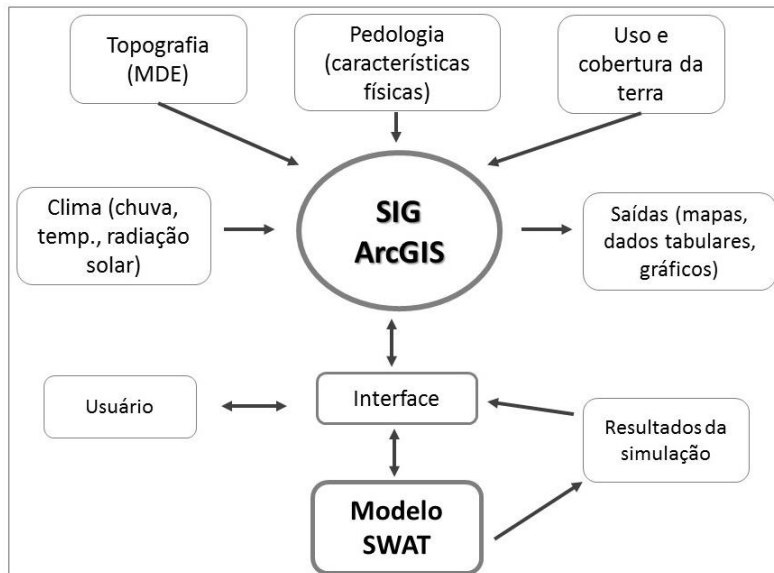 Topografia
(MDE)
Pedologia
(características
físicas)
Uso e
cobertura da
terra
Clima (chuva,
temp., radiação
solar)
SIG
ArcGIS
Saídas (mapas,
dados tabulares,
gráficos)
Usuário
Interface
Resultados da
simulação
Modelo
SWAT